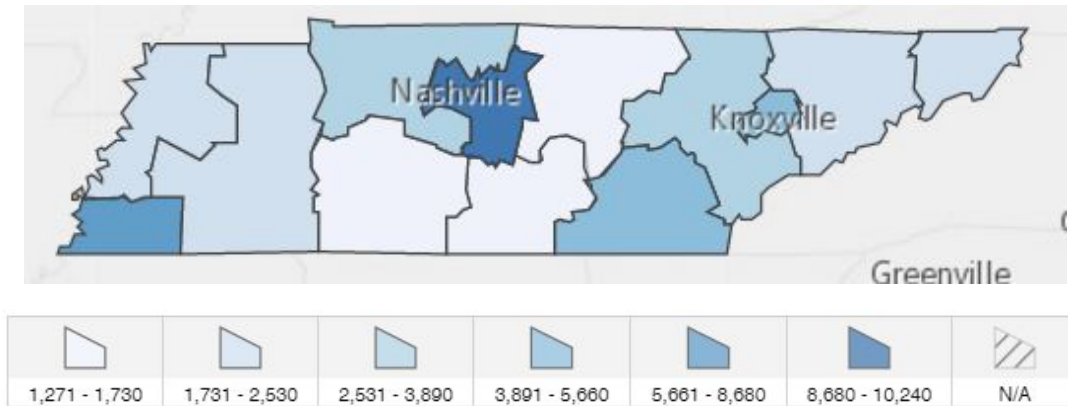 Nashville
Knoxville
Greenville
1,271 - 1,730 1,731 - 2,530 2,531 - 3,890 3,891 - 5,660 5,661 - 8,680 8,680 - 10,240 N/A